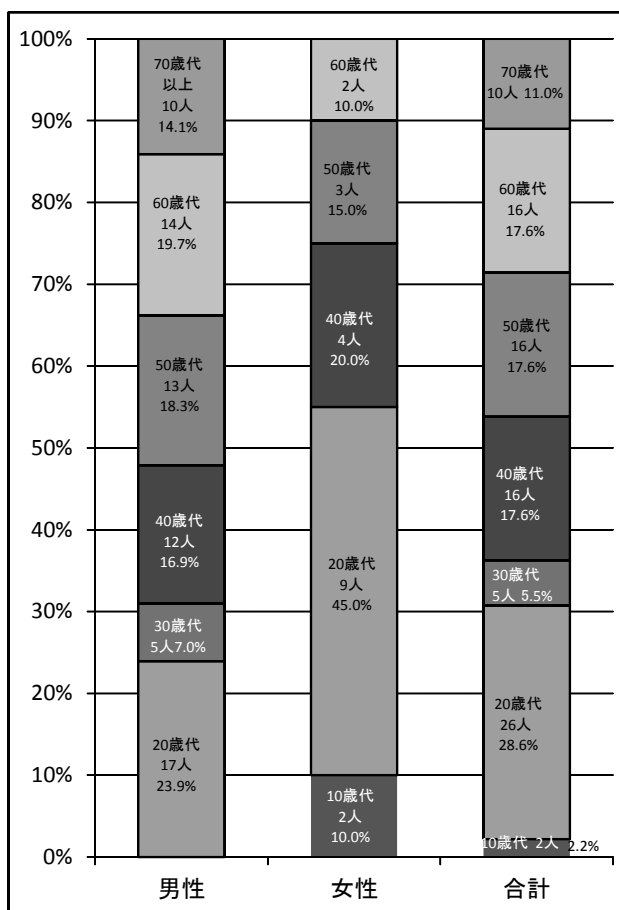 100%
90%
80%
70%
60%
50%
40%
30%
20%
10%
0%
70歳代
以上
10人
14.1%
60歳代
14人
19.7%
50歳代
13人
18.3%
40歳代
12人
16.9%
30歳代
5人7.0%
20歳代
17人
23.9%
60歳代
2人
10.0%
50歳代
3人
15.0%
40歳代
4人
20.0%
20歳代
9人
45.0%
10歳代
2人
10.0%
70歳代
10人 11.0%
60歳代
16人
17.6%
50歳代
16人
17.6%
40歳代
16人
17.6%
30歳代
5人 5.5%
20歳代
26人
28.6%
10歳代 2人 2.2%
男性
女性
合計